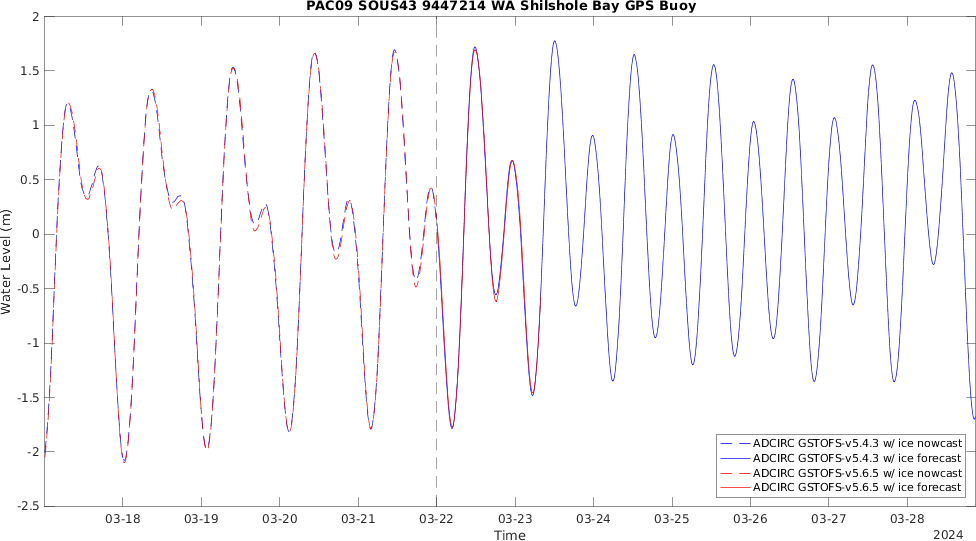 PAC09 SOUS43 9447214 WA Shilshole Bay GPS Buoy
2
1.5
1
0.5
0
-0.5
-1
-1.5
-2
-2.5
Water Level (m)
03-18 03-19 03-20 03-21 03-22 03-23 03-24 03-25 03-26 03-27 03-28
Time
2024
ADCIRC GSTOFS-v5.4.3 w/ ice nowcast
ADCIRC GSTOFS-v5.4.3 w/ ice forecast
ADCIRC GSTOFS-v5.6.5 w/ ice nowcast
ADCIRC GSTOFS-v5.6.5 w/ ice forecast